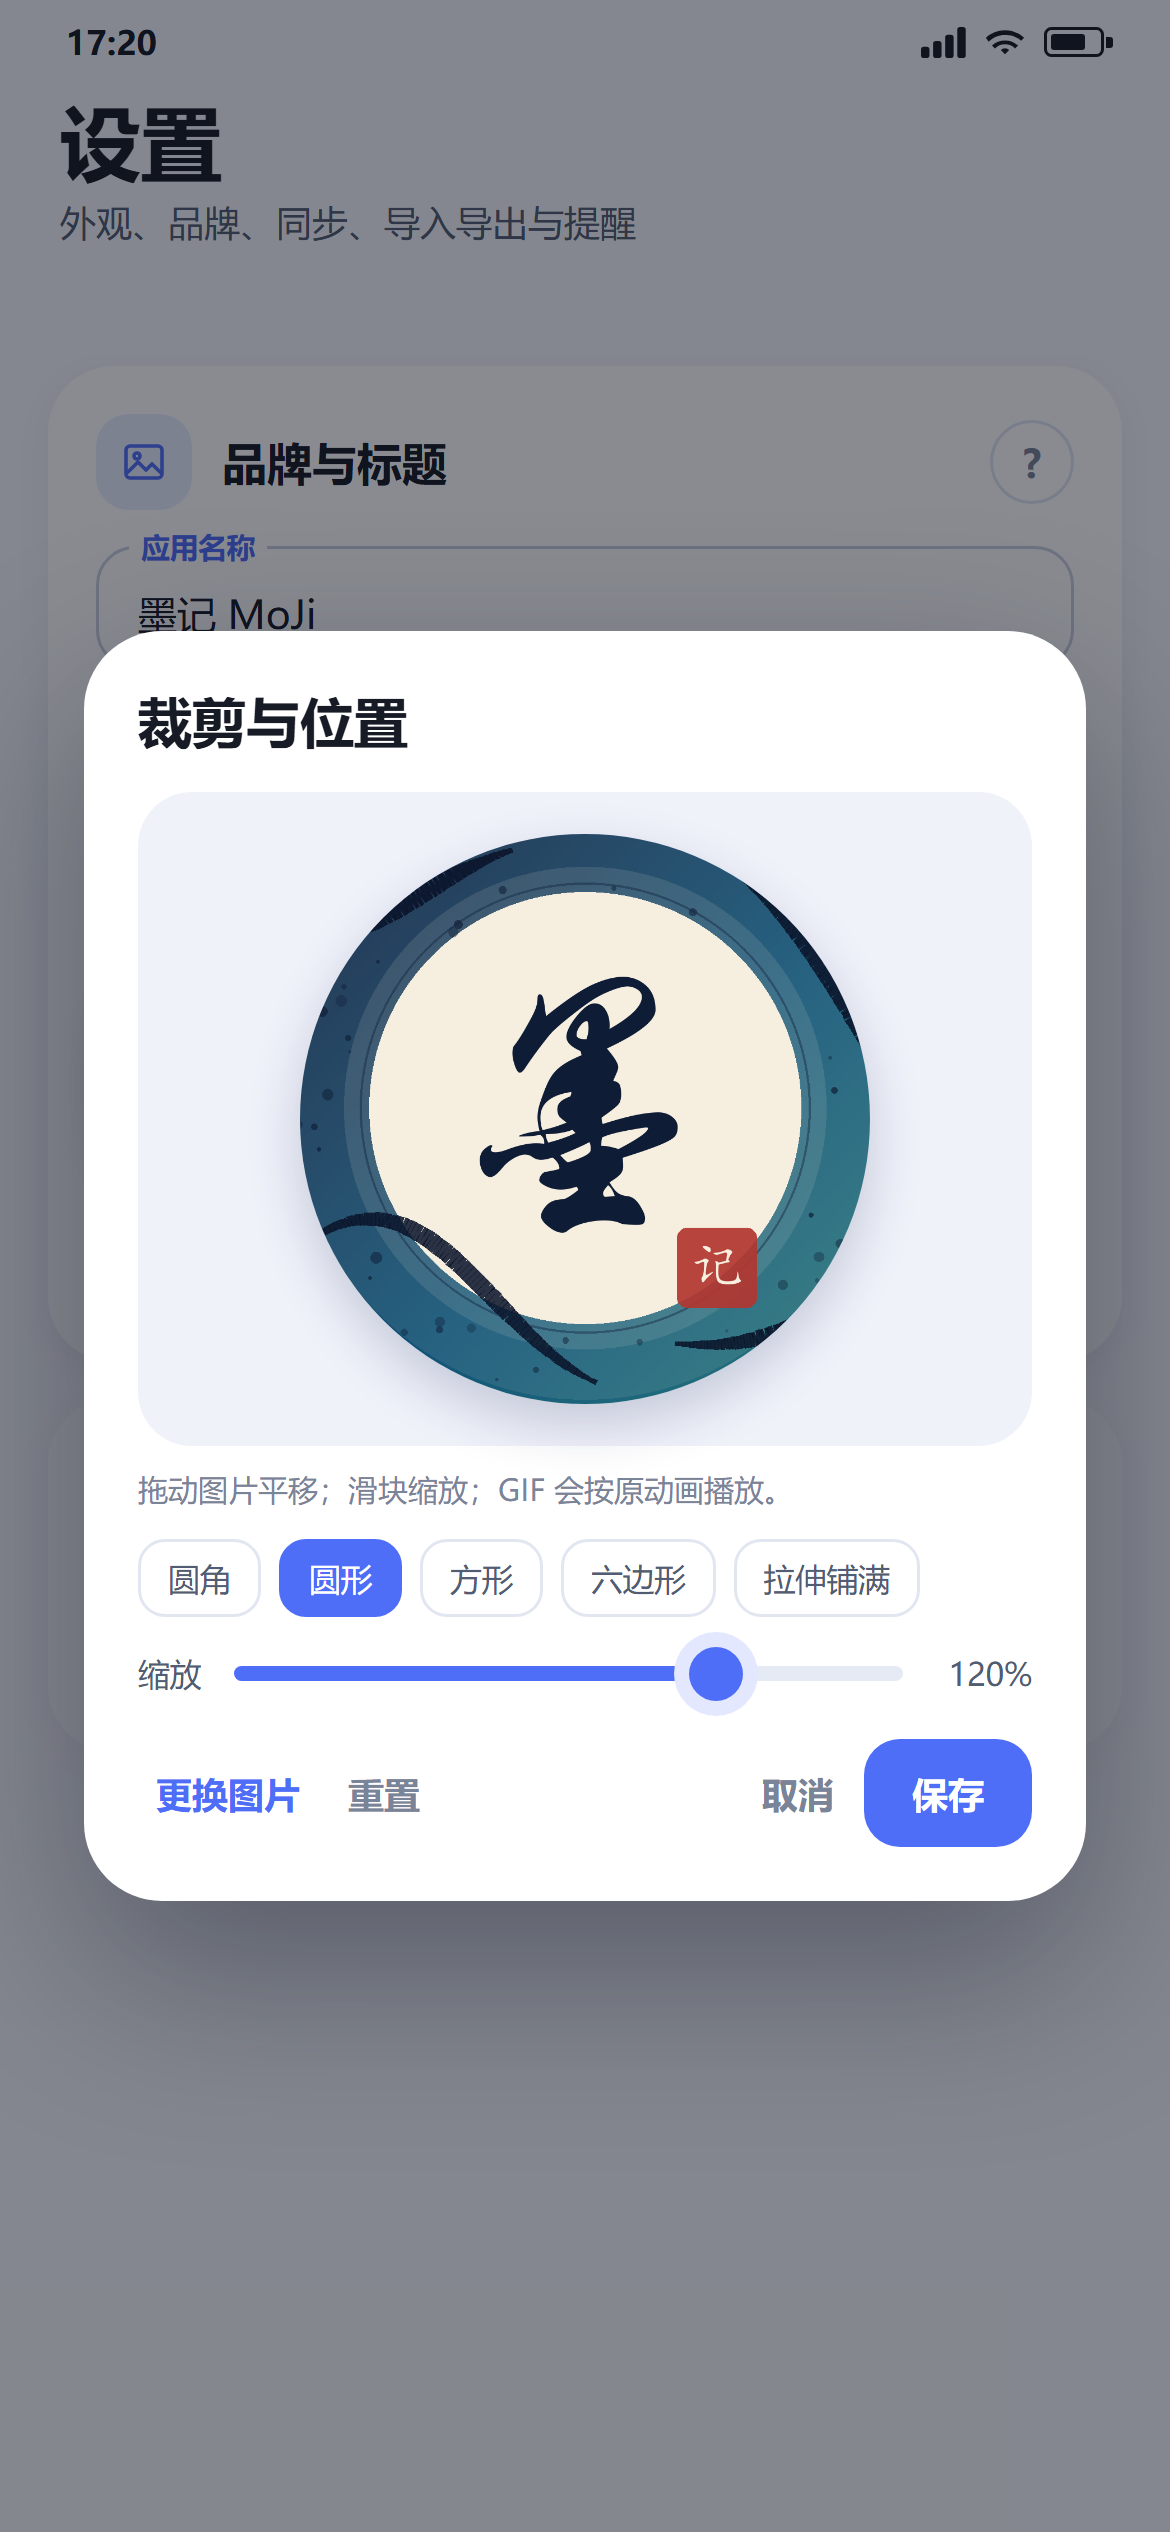 17:20
设置
外观、品牌、同步、导入导出与提醒
品牌与标题
?
应用名称
墨记 MoJi
裁剪与位置
墨
记
拖动图片平移；滑块缩放；GIF 会按原动画播放。
圆角 圆形 方形 六边形 拉伸铺满
缩放 120%
更换图片 重置 取消 保存